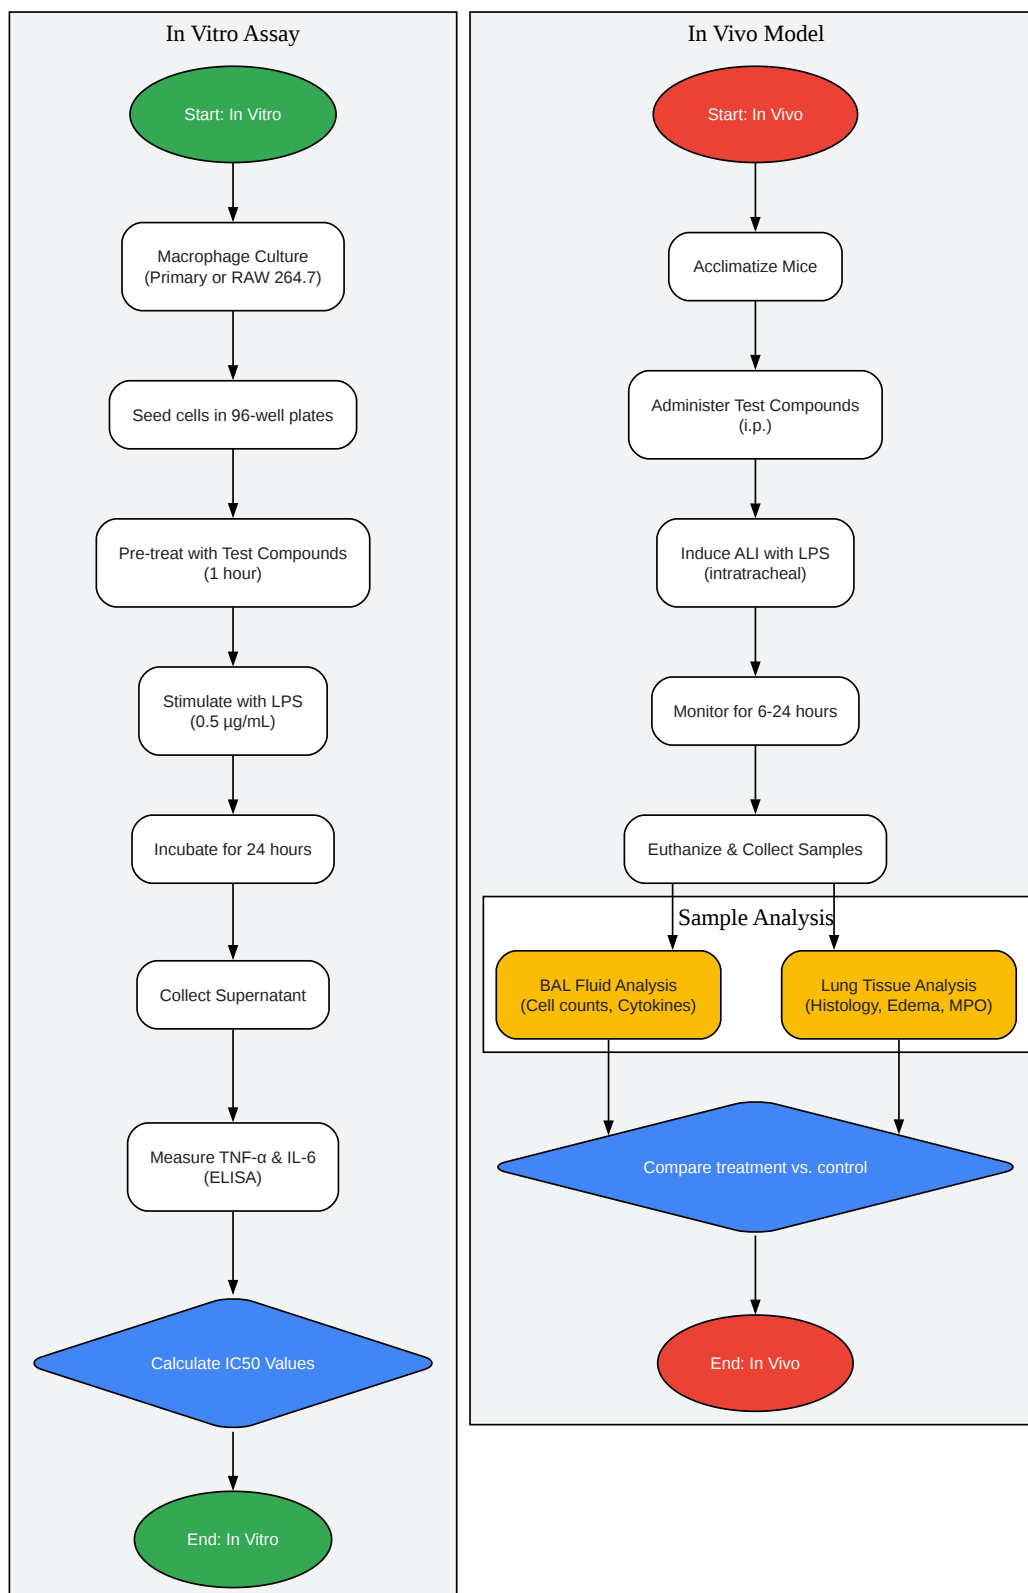 In Vitro Assay
Start: In Vitro
Macrophage Culture
(Primary or RAW 264.7)
Seed cells in 96-well plates
Pre-treat with Test Compounds
(1 hour)
Stimulate with LPS
(0.5 µg/mL)
Incubate for 24 hours
Collect Supernatant
Measure TNF-α & IL-6
(ELISA)
Calculate IC50 Values
End: In Vitro
In Vivo Model
Start: In Vivo
Acclimatize Mice
Administer Test Compounds
(i.p.)
Induce ALI with LPS
(intratracheal)
Monitor for 6-24 hours
Euthanize & Collect Samples
Sample Analysis
BAL Fluid Analysis
(Cell counts, Cytokines)
Lung Tissue Analysis
(Histology, Edema, MPO)
Compare treatment vs. control
End: In Vivo